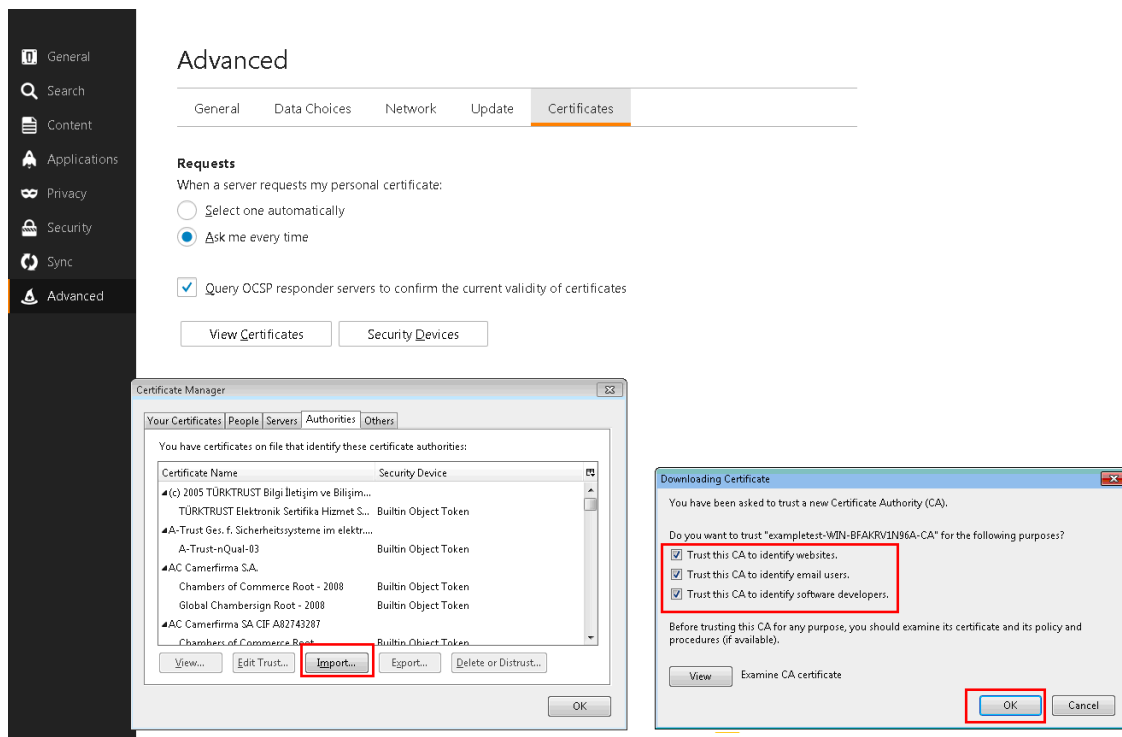 General
Search
Content
Applications
Privacy
Security
Sync
Advanced
Advanced
General Data Choices Network Update Certificates
Requests
When a server requests my personal certificate:
Select one automatically
Ask me every time
Query OCSP responder servers to confirm the current validity of certificates
View Certificates Security Devices
Certificate Manager
Your Certificates People Servers Authorities Others
You have certificates on file that identify these certificate authorities:
Certificate Name Security Device
(c) 2005 TÜRKTRUST Bilgi İletişim ve Bilişim...
TÜRKTRUST Elektronik Sertifika Hizmet S... Builtin Object Token
A-Trust Ges. f. Sicherheitssysteme im elektr....
A-Trust-nQual-03 Builtin Object Token
AC Camerfirma S.A.
Chambers of Commerce Root - 2008 Builtin Object Token
Global Chambersign Root - 2008 Builtin Object Token
AC Camerfirma SA CIF A82743287
Chambers of Commerce Root Builtin Object Token
View... Edit Trust... Import... Export... Delete or Distrust...
OK
Downloading Certificate
You have been asked to trust a new Certificate Authority (CA).
Do you want to trust "exampletest-WIN-BFAKRV1N96A-CA" for the following purposes?
Trust this CA to identify websites.
Trust this CA to identify email users.
Trust this CA to identify software developers.
Before trusting this CA for any purpose, you should examine its certificate and its policy and
procedures (if available).
View Examine CA certificate
OK Cancel